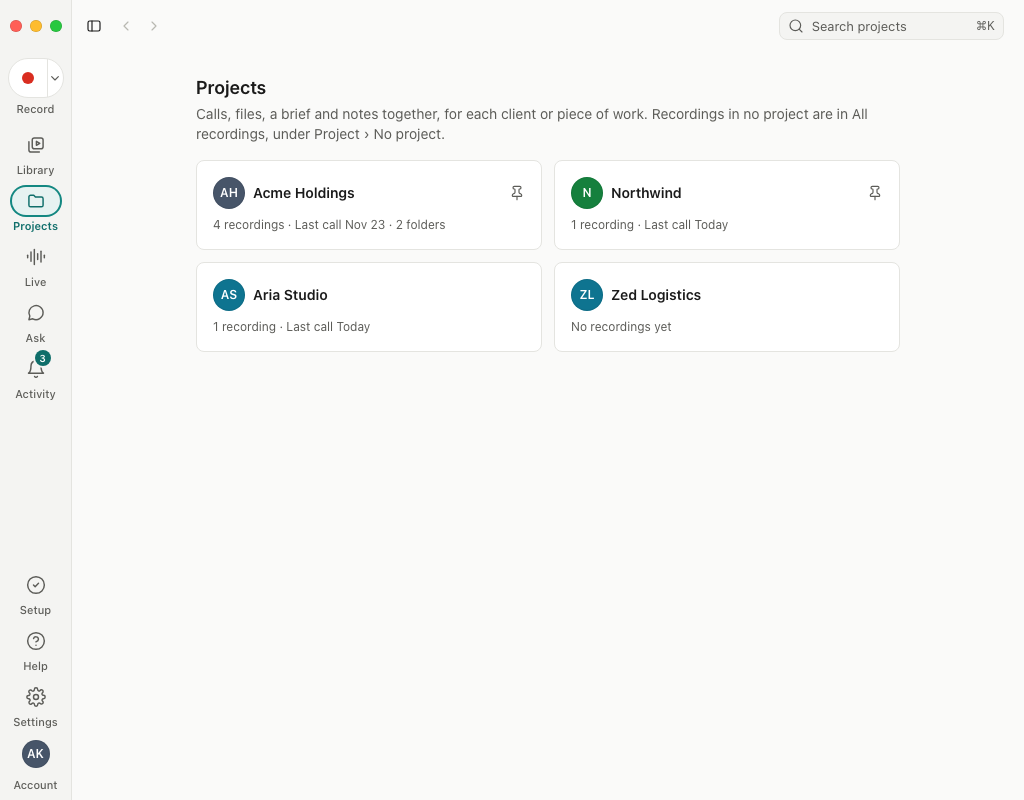 Search projects
⌘K
Record
Library
Projects
Live
Ask
3
Activity
Setup
Help
Settings
AK
Account
Projects
Calls, files, a brief and notes together, for each client or piece of work. Recordings in no project are in All
recordings, under Project › No project.
AH
Acme Holdings
4 recordings · Last call Nov 23 · 2 folders
N
Northwind
1 recording · Last call Today
AS
Aria Studio
1 recording · Last call Today
ZL
Zed Logistics
No recordings yet